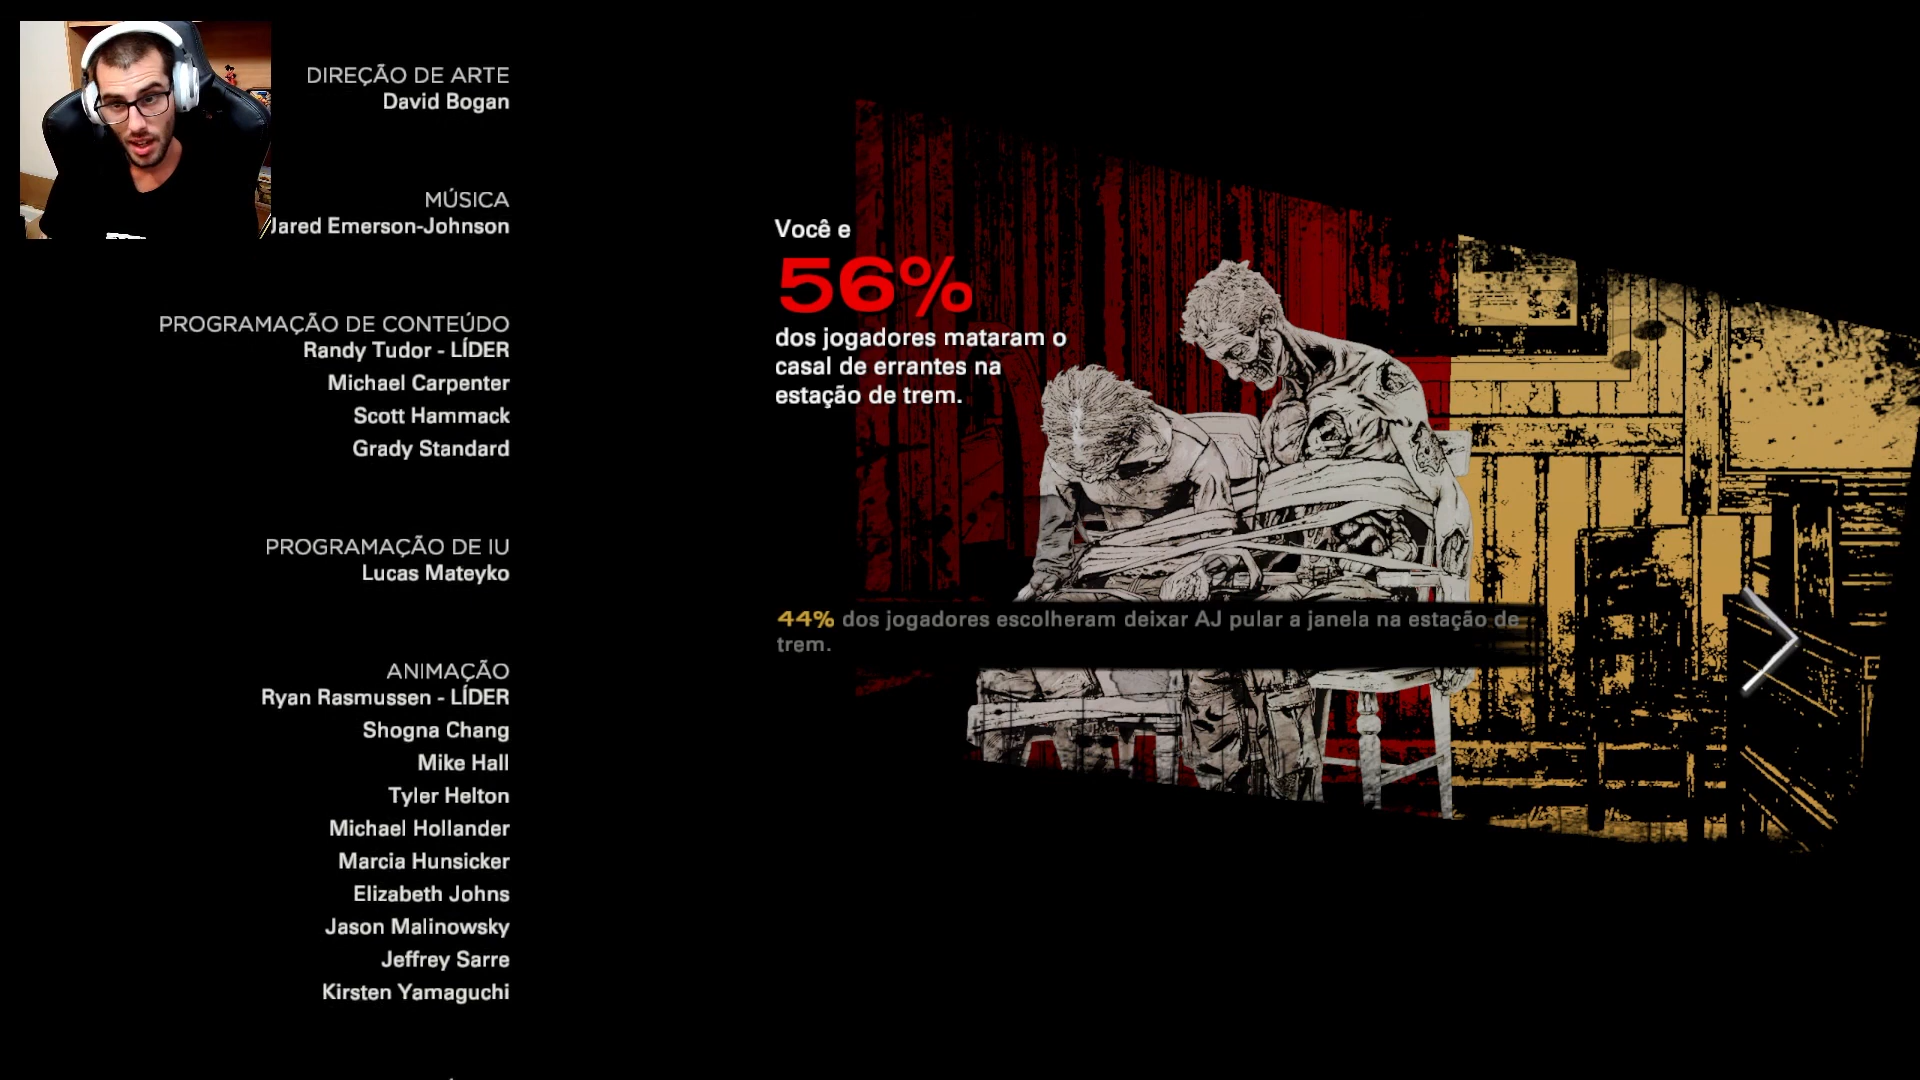 DIREÇÃO DE ARTE
David Bogan
MÚSICA
Jared Emerson-Johnson
PROGRAMAÇÃO DE CONTEÚDO
Randy Tudor - LÍDER
Michael Carpenter
Scott Hammack
Grady Standard
PROGRAMAÇÃO DE IU
Lucas Mateyko
ANIMAÇÃO
Ryan Rasmussen - LÍDER
Shogna Chang
Mike Hall
Tyler Helton
Michael Hollander
Marcia Hunsicker
Elizabeth Johns
Jason Malinowsky
Jeffrey Sarre
Kirsten Yamaguchi
Você e
56%
dos jogadores mataram o
casal de errantes na
estação de trem.
44% dos jogadores escolheram deixar AJ pular a janela na estação de
trem.